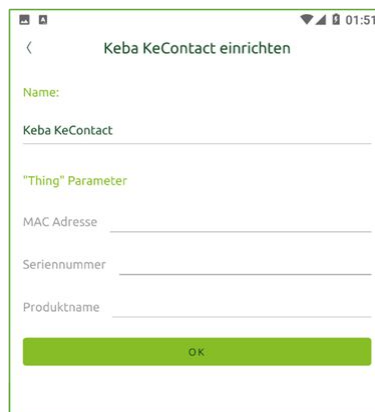 01:51
Keba KeContact einrichten
Name:
Keba KeContact
"Thing" Parameter
MAC Adresse
Seriennummer
Produktname
OK